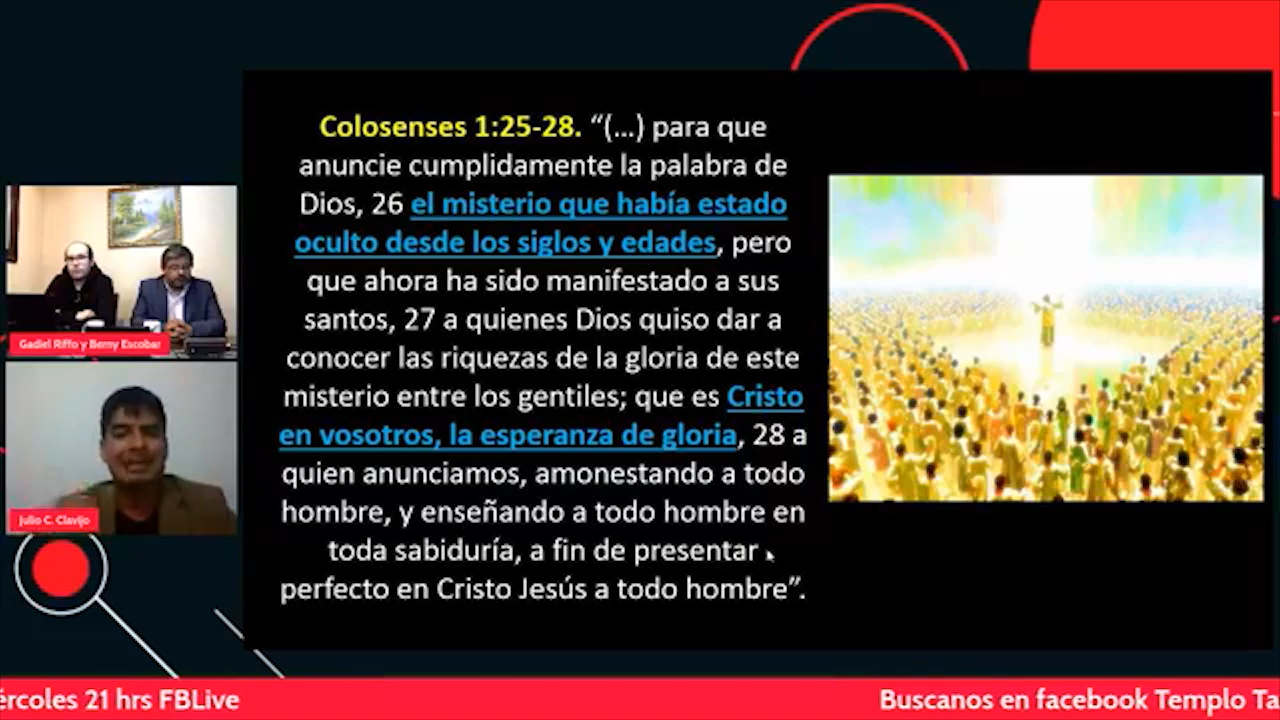 Colosenses 1:25-28. “(...) para que
anuncie cumplidamente la palabra de
Dios, 26 el misterio que había estado
oculto desde los siglos y edades, pero
que ahora ha sido manifestado a sus
santos, 27 a quienes Dios quiso dar a
conocer las riquezas de la gloria de este
misterio entre los gentiles; que es Cristo
en vosotros, la esperanza de gloria, 28 a
quien anunciamos, amonestando a todo
hombre, y enseñando a todo hombre en
toda sabiduría, a fin de presentar
perfecto en Cristo Jesús a todo hombre”.
Gadiel Riffo y Berny Escobar
Julio C. Clavijo
ércoles 21 hrs FBLive
Buscanos en facebook Templo Ta